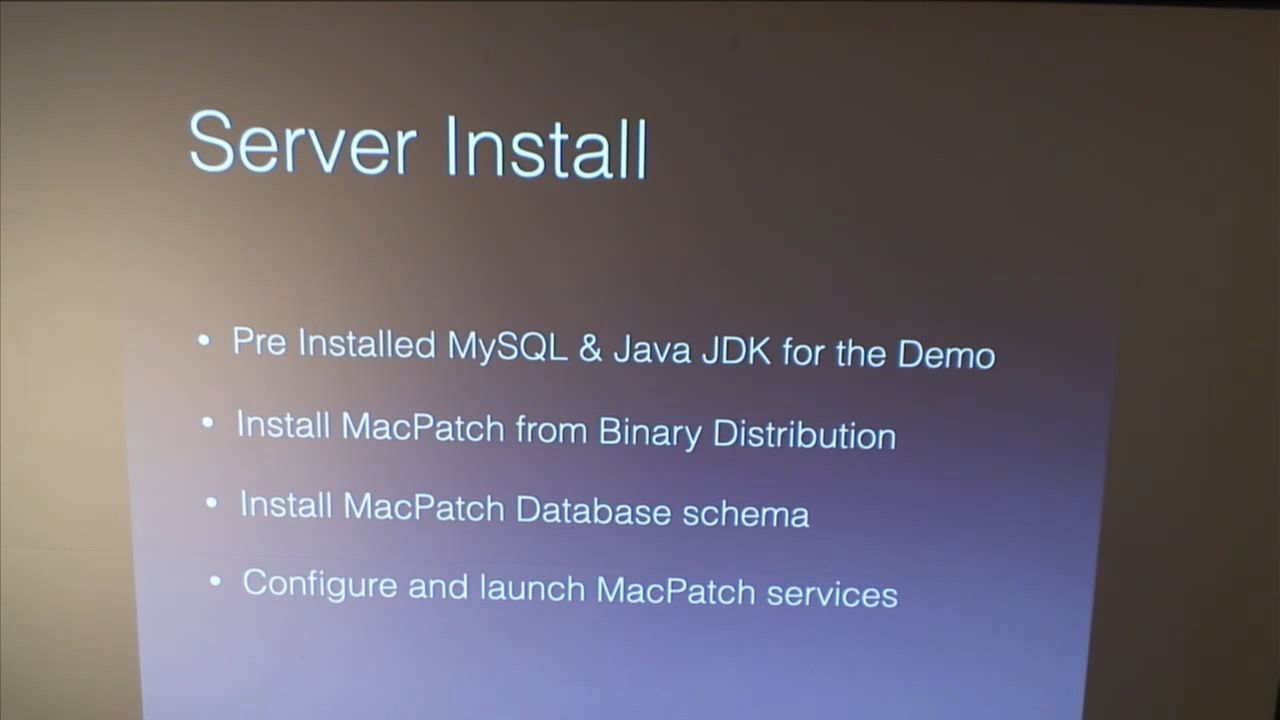 Server Install
• Pre Installed MySQL & Java JDK for the Demo
• Install MacPatch from Binary Distribution
• Install MacPatch Database schema
• Configure and launch MacPatch services